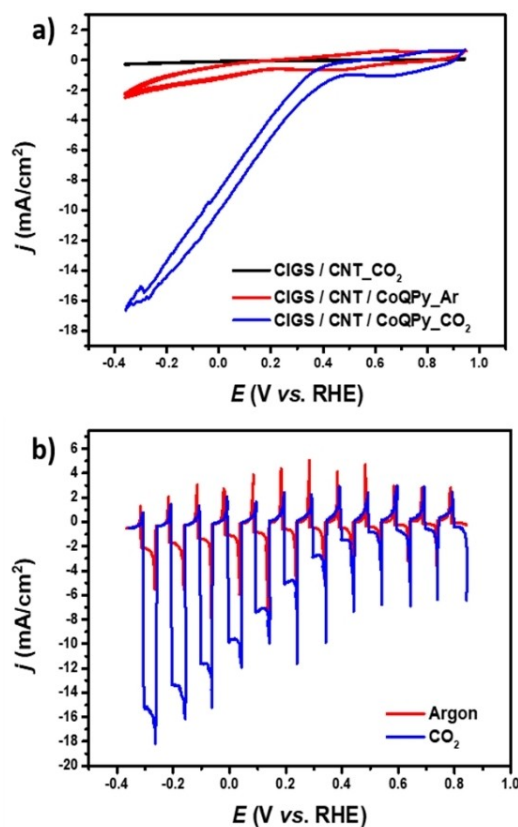 a)
2
0
-2
-4
-6
-8
-10
-12
-14
-16
-18
j (mA/cm²)
CIGS / CNT_CO₂
CIGS / CNT / CoQPy_Ar
CIGS / CNT / CoQPy_CO₂
-0.4 -0.2 0.0 0.2 0.4 0.6 0.8 1.0
E (V vs. RHE)
b)
6
4
2
0
-2
-4
-6
-8
-10
-12
-14
-16
-18
-20
j (mA/cm²)
Argon
CO₂
-0.4 -0.2 0.0 0.2 0.4 0.6 0.8 1.0
E (V vs. RHE)